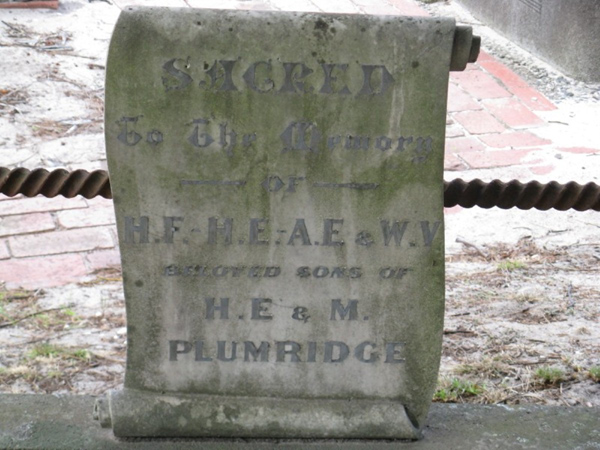 SACRED
To The Memory
OF
H.F.-H.E.-A.E & W.V
BELOVED SONS OF
H.E & M.
PLUMRIDGE